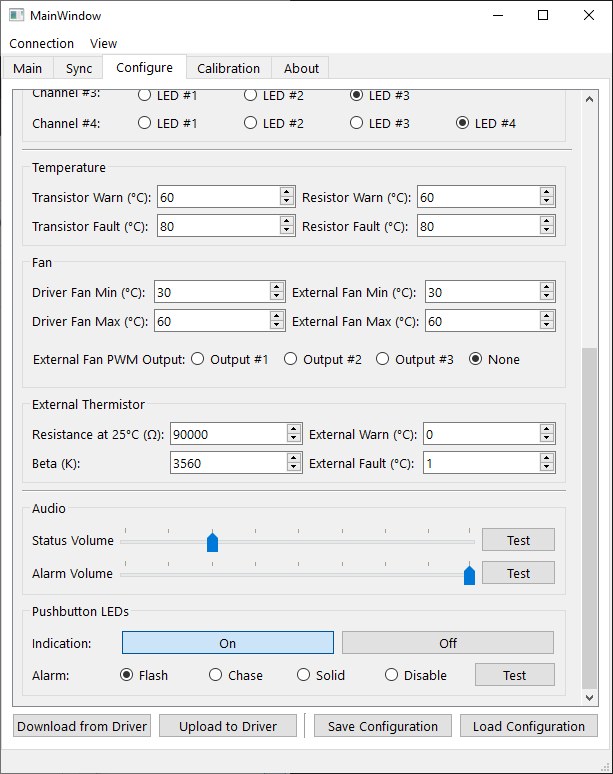 MainWindow
Connection View
Main Sync Configure Calibration About
Channel #3: LED #1 LED #2 LED #3
Channel #4: LED #1 LED #2 LED #3 LED #4
Temperature
Transistor Warn (°C): 60 Resistor Warn (°C): 60
Transistor Fault (°C): 80 Resistor Fault (°C): 80
Fan
Driver Fan Min (°C): 30 External Fan Min (°C): 30
Driver Fan Max (°C): 60 External Fan Max (°C): 60
External Fan PWM Output: Output #1 Output #2 Output #3 None
External Thermistor
Resistance at 25°C (Ω): 90000 External Warn (°C): 0
Beta (K): 3560 External Fault (°C): 1
Audio
Status Volume Test
Alarm Volume Test
Pushbutton LEDs
Indication: On Off
Alarm: Flash Chase Solid Disable Test
Download from Driver Upload to Driver Save Configuration Load Configuration